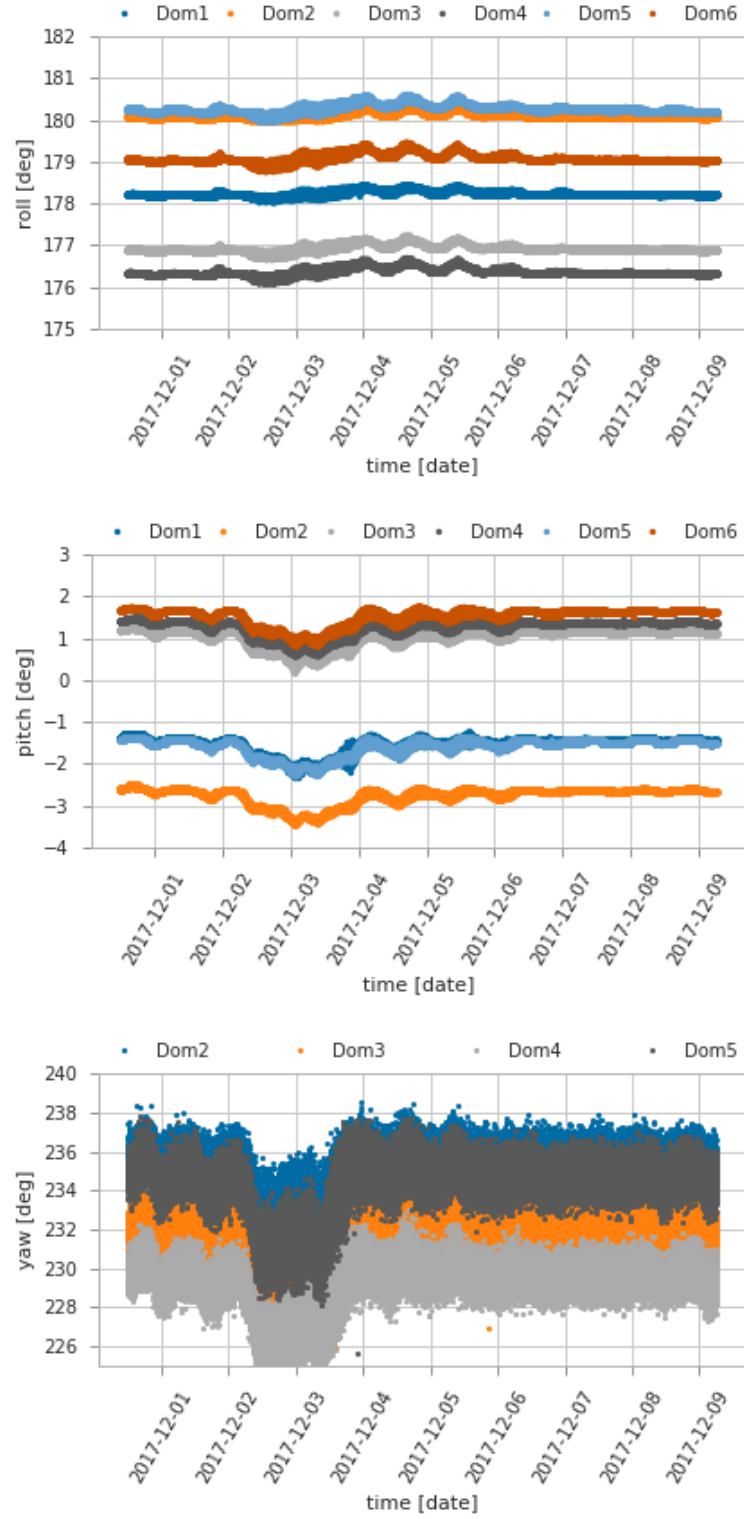 Dom1 Dom2 Dom3 Dom4 Dom5 Dom6
182
181
180
179
178
177
176
175
roll [deg]
2017-12-01 2017-12-02 2017-12-03 2017-12-04 2017-12-05 2017-12-06 2017-12-07 2017-12-08 2017-12-09
time [date]
Dom1 Dom2 Dom3 Dom4 Dom5 Dom6
3
2
1
0
−1
−2
−3
−4
pitch [deg]
2017-12-01 2017-12-02 2017-12-03 2017-12-04 2017-12-05 2017-12-06 2017-12-07 2017-12-08 2017-12-09
time [date]
Dom2 Dom3 Dom4 Dom5
240
238
236
234
232
230
228
226
yaw [deg]
2017-12-01 2017-12-02 2017-12-03 2017-12-04 2017-12-05 2017-12-06 2017-12-07 2017-12-08 2017-12-09
time [date]